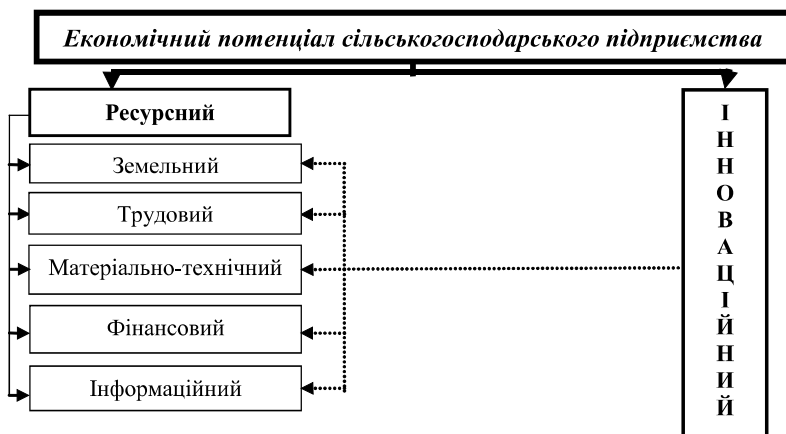 Економічний потенціал сільськогосподарського підприємства
Ресурсний
Земельний
Трудовий
Матеріально-технічний
Фінансовий
Інформаційний
І
Н
Н
О
В
А
Ц
І
Й
Н
И
Й